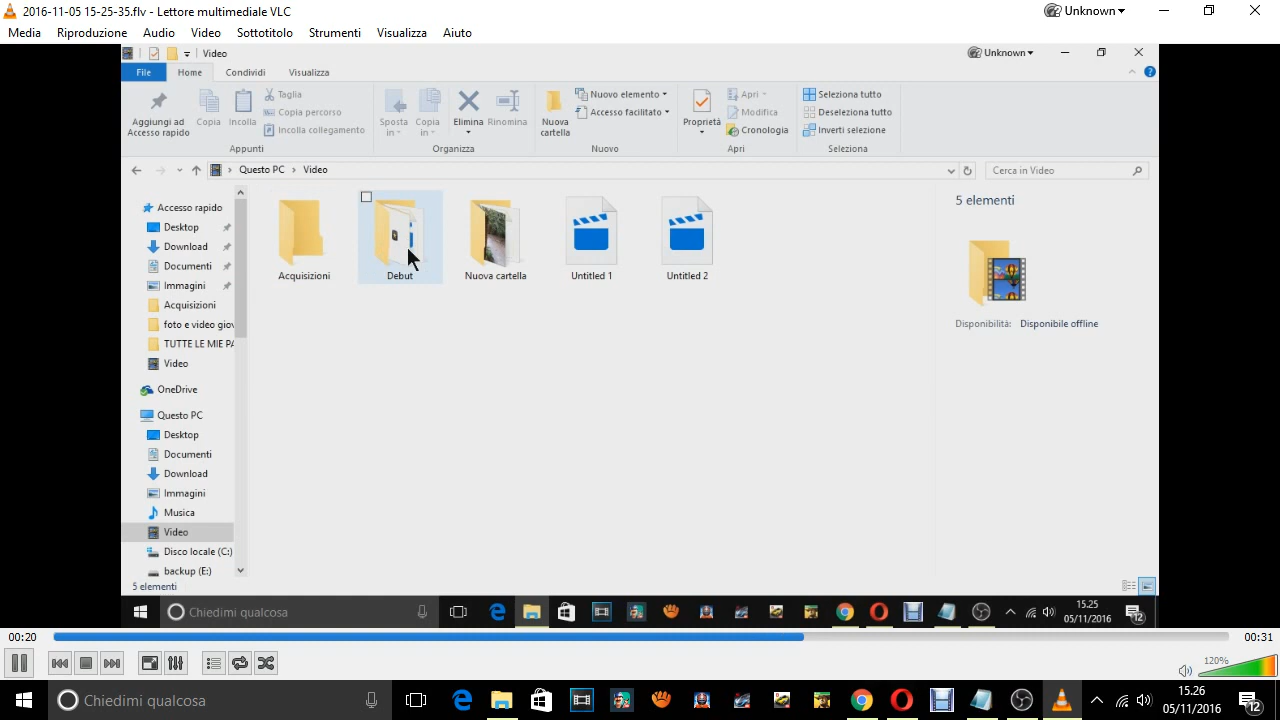 2016-11-05 15-25-35.flv - Lettore multimediale VLC
Unknown
Media Riproduzione Audio Video Sottotitolo Strumenti Visualizza Aiuto
Video
Unknown
File Home Condividi Visualizza
Aggiungi ad Accesso rapido
Copia
Incolla
Taglia
Copia percorso
Incolla collegamento
Appunti
Sposta in
Copia in
Elimina
Rinomina
Organizza
Nuova cartella
Nuovo elemento
Accesso facilitato
Nuovo
Proprietà
Apri
Modifica
Cronologia
Apri
Seleziona tutto
Deseleziona tutto
Inverti selezione
Seleziona
Questo PC > Video
Cerca in Video
Accesso rapido
Desktop
Download
Documenti
Immagini
Acquisizioni
foto e video giov
TUTTE LE MIE PA
Video
OneDrive
Questo PC
Desktop
Documenti
Download
Immagini
Musica
Video
Disco locale (C:)
backup (E:)
Acquisizioni
Debut
Nuova cartella
Untitled 1
Untitled 2
5 elementi
Disponibilità: Disponibile offline
5 elementi
Chiedimi qualcosa
15.25
05/11/2016
12
00:20
00:31
120%
Chiedimi qualcosa
15.26
05/11/2016
12